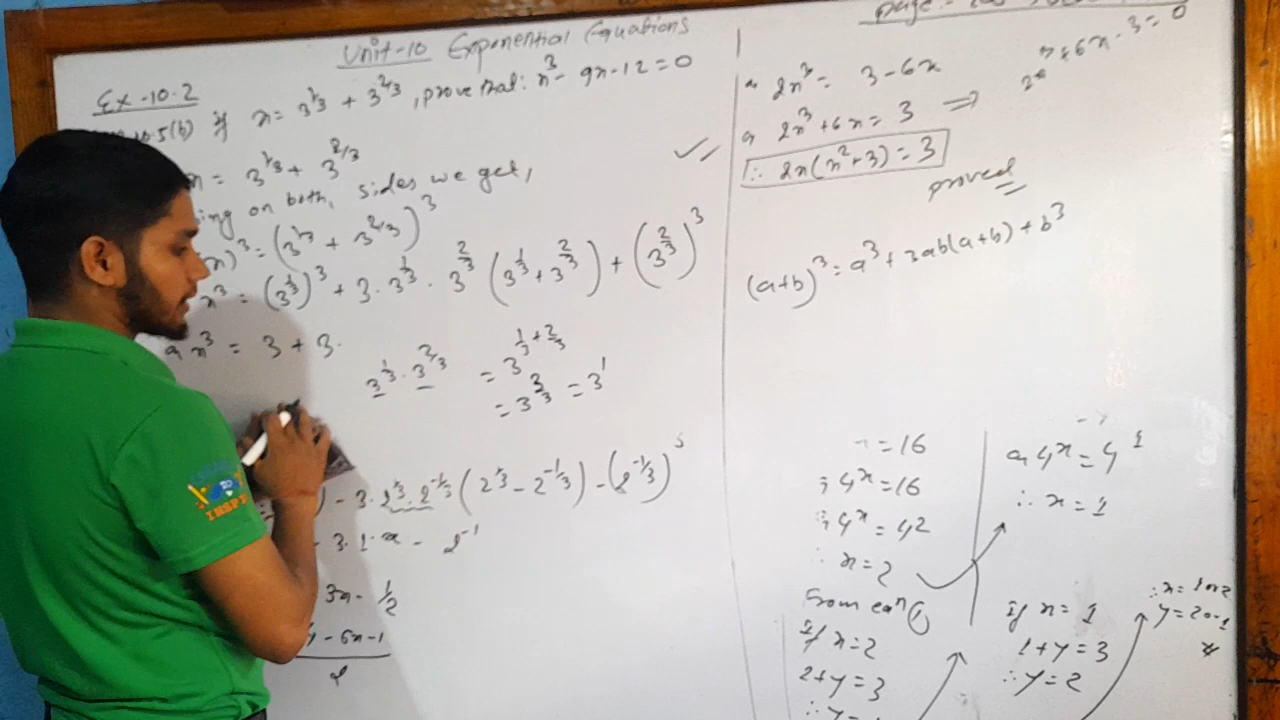 Unit-10 Exponential Equations
Ex-10.2
5(b) if x = 3^{1/3} + 3^{2/3}, prove that: x^3 - 9x - 12 = 0
x = 3^{1/3} + 3^{2/3}
on both sides we get,
x)^3 = (3^{1/3} + 3^{2/3})^3
x^3 = (3^{1/3})^3 + 3.3^{1/3}.3^{2/3}(3^{1/3} + 3^{2/3}) + (3^{2/3})^3
x^3 = 3 + 3.
3^{1/3}.3^{2/3} = 3^{1/3 + 2/3}
= 3^{3/3} = 3^1
- 3.2^{1/3}.2^{-1/3}(2^{1/3} - 2^{-1/3}) - (2^{-1/3})^3
- 3.1.x - 2^{-1}
3x - 1/2
- 6x - 1
2x^3 = 3 - 6x
2x^3 + 6x = 3 ⇒
+ 6x - 3 = 0
∴ 2x(x^2 + 3) = 3
proved
(a+b)^3 = a^3 + 3ab(a+b) + b^3
= 16
4^x = 16
4^x = 4^2
x = 2
From eqn (1)
if x = 2
2 + y = 3
4^x = 4^1
∴ x = 1
if x = 1
1 + y = 3
∴ y = 2
∴ x = 1 or 2
y = 2 or 1